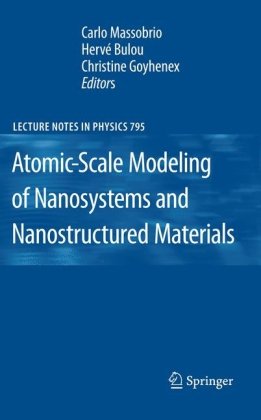 Carlo Massobrio
Hervé Bulou
Christine Goyhenex
Editors
LECTURE NOTES IN PHYSICS 795
Atomic-Scale Modeling
of Nanosystems and
Nanostructured Materials
Springer